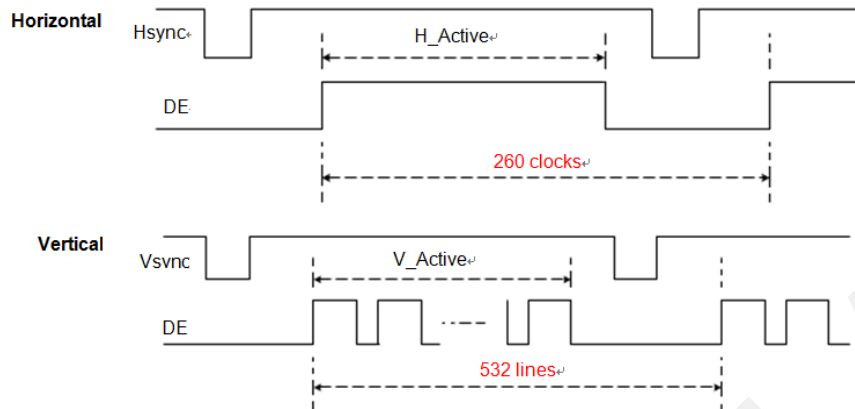 Horizontal
Hsync↵
H_Active↵
DE
260 clocks↵
Vertical
Vsvnc
V_Active↵
DE
532 lines↵